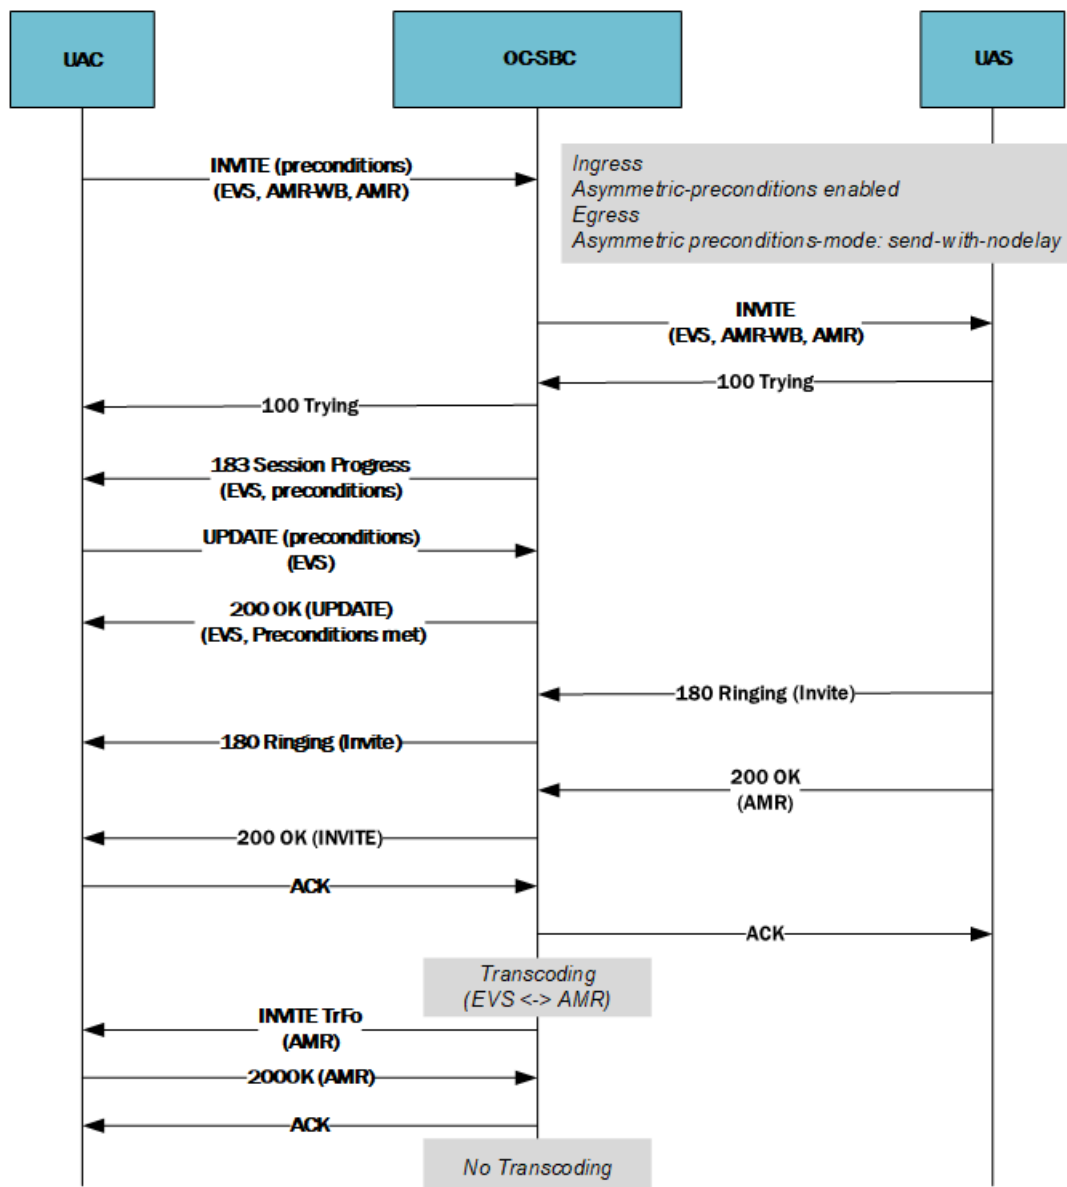 UAC
OC-SBC
UAS
INVITE (preconditions)
(EVS, AMR-WB, AMR)
Ingress
Asymmetric-preconditions enabled
Egress
Asymmetric preconditions-mode: send-with-nodelay
INVITE
(EVS, AMR-WB, AMR)
100 Trying
100 Trying
183 Session Progress
(EVS, preconditions)
UPDATE (preconditions)
(EVS)
200 OK (UPDATE)
(EVS, Preconditions met)
180 Ringing (Invite)
180 Ringing (Invite)
200 OK
(AMR)
200 OK (INVITE)
ACK
ACK
Transcoding
(EVS <-> AMR)
INVITE TrFo
(AMR)
200OK (AMR)
ACK
No Transcoding